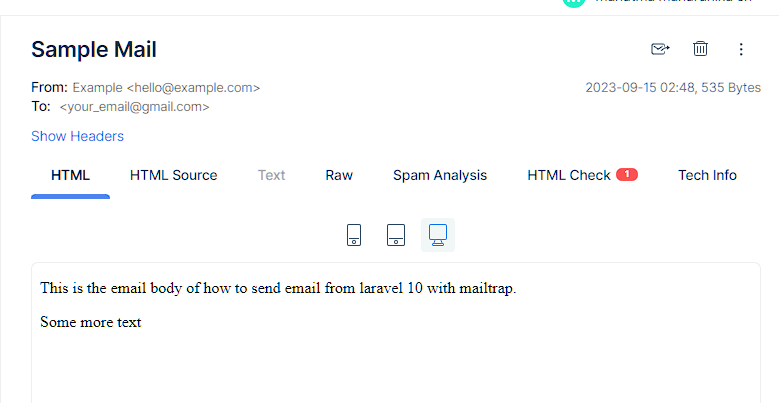 Sample Mail
From: Example <hello@example.com>
2023-09-15 02:48, 535 Bytes
To: <your_email@gmail.com>
Show Headers
HTML HTML Source Text Raw Spam Analysis HTML Check 1 Tech Info
This is the email body of how to send email from laravel 10 with mailtrap.
Some more text